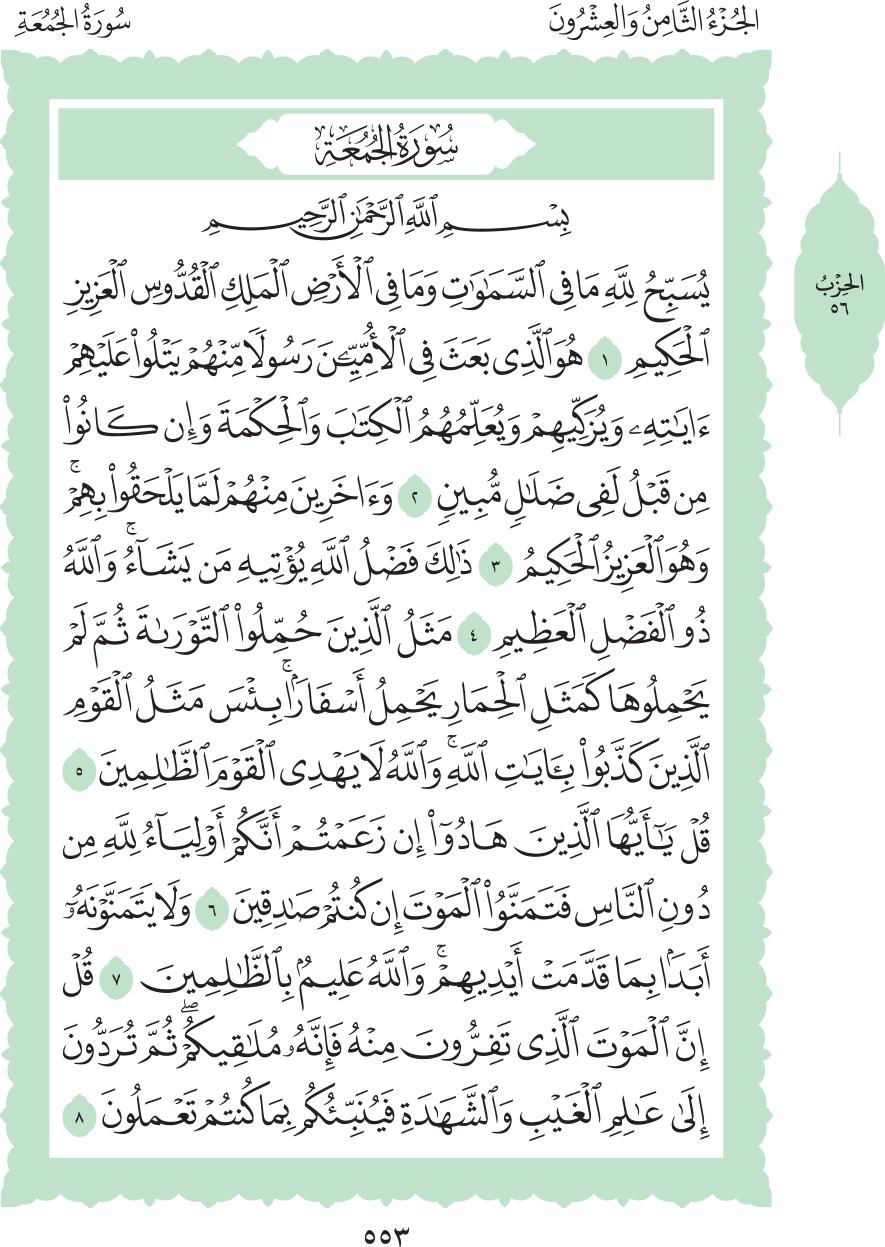 الجُزْءُ الثَّامِنُ وَالعِشْرُونَ
سُورَةُ الجُمُعَةِ
سُورَةُ الجُمُعَةِ
بِسْمِ ٱللَّهِ ٱلرَّحْمَٰنِ ٱلرَّحِيمِ
يُسَبِّحُ لِلَّهِ مَا فِى ٱلسَّمَٰوَٰتِ وَمَا فِى ٱلْأَرْضِ ٱلْمَلِكِ ٱلْقُدُّوسِ ٱلْعَزِيزِ
ٱلْحَكِيمِ ١ هُوَ ٱلَّذِى بَعَثَ فِى ٱلْأُمِّيِّـۧنَ رَسُولًا مِّنْهُمْ يَتْلُوا۟ عَلَيْهِمْ
ءَايَٰتِهِۦ وَيُزَكِّيهِمْ وَيُعَلِّمُهُمُ ٱلْكِتَٰبَ وَٱلْحِكْمَةَ وَإِن كَانُوا۟
مِن قَبْلُ لَفِى ضَلَٰلٍ مُّبِينٍ ٢ وَءَاخَرِينَ مِنْهُمْ لَمَّا يَلْحَقُوا۟ بِهِمْ ۚ
وَهُوَ ٱلْعَزِيزُ ٱلْحَكِيمُ ٣ ذَٰلِكَ فَضْلُ ٱللَّهِ يُؤْتِيهِ مَن يَشَآءُ ۚ وَٱللَّهُ
ذُو ٱلْفَضْلِ ٱلْعَظِيمِ ٤ مَثَلُ ٱلَّذِينَ حُمِّلُوا۟ ٱلتَّوْرَىٰةَ ثُمَّ لَمْ
يَحْمِلُوهَا كَمَثَلِ ٱلْحِمَارِ يَحْمِلُ أَسْفَارًۢا ۚ بِئْسَ مَثَلُ ٱلْقَوْمِ
ٱلَّذِينَ كَذَّبُوا۟ بِـَٔايَٰتِ ٱللَّهِ ۚ وَٱللَّهُ لَا يَهْدِى ٱلْقَوْمَ ٱلظَّٰلِمِينَ ٥
قُلْ يَٰٓأَيُّهَا ٱلَّذِينَ هَادُوٓا۟ إِن زَعَمْتُمْ أَنَّكُمْ أَوْلِيَآءُ لِلَّهِ مِن
دُونِ ٱلنَّاسِ فَتَمَنَّوُا۟ ٱلْمَوْتَ إِن كُنتُمْ صَٰدِقِينَ ٦ وَلَا يَتَمَنَّوْنَهُۥٓ
أَبَدًۢا بِمَا قَدَّمَتْ أَيْدِيهِمْ ۚ وَٱللَّهُ عَلِيمٌۢ بِٱلظَّٰلِمِينَ ٧ قُلْ
إِنَّ ٱلْمَوْتَ ٱلَّذِى تَفِرُّونَ مِنْهُ فَإِنَّهُۥ مُلَٰقِيكُمْ ۖ ثُمَّ تُرَدُّونَ
إِلَىٰ عَٰلِمِ ٱلْغَيْبِ وَٱلشَّهَٰدَةِ فَيُنَبِّئُكُم بِمَا كُنتُمْ تَعْمَلُونَ ٨
الحِزْبُ
٥٦
٥٥٣